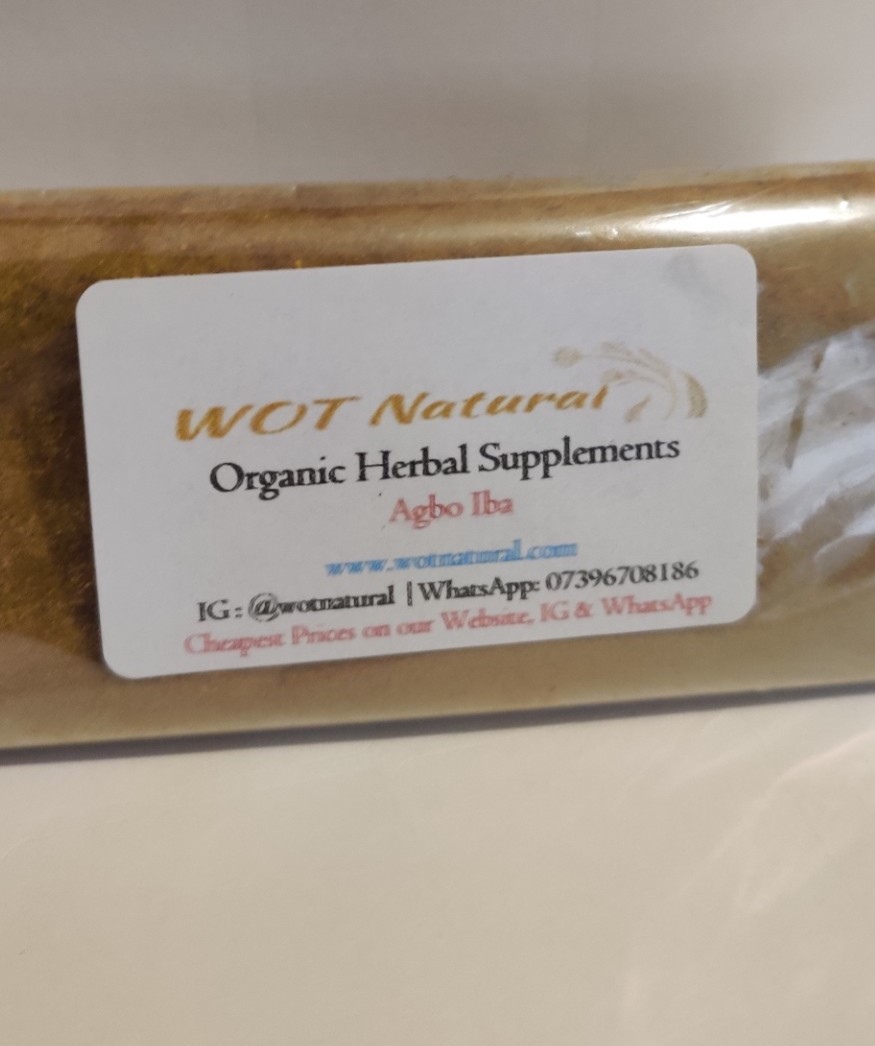 WOT Natural
Organic Herbal Supplements
Agbo Iba
www.wotnatural.com
IG : @wotnatural | WhatsApp: 07396708186
Cheapest Prices on our Website, IG & WhatsApp